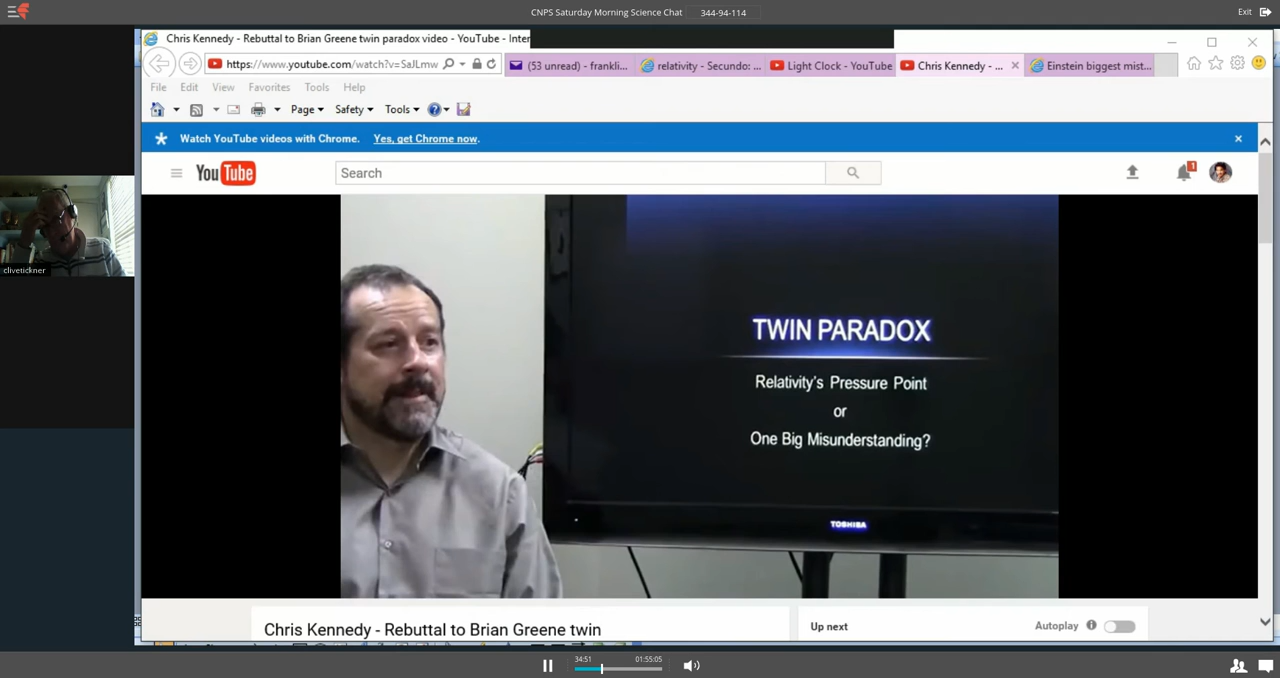 CNPS Saturday Morning Science Chat 344-94-114 Exit
Chris Kennedy - Rebuttal to Brian Greene twin paradox video - YouTube - Inter
https://www.youtube.com/watch?v=SaJLmw
(53 unread) - frankli...
relativity - Secundo: ...
Light Clock - YouTube
Chris Kennedy - ...
Einstein biggest mist...
File Edit View Favorites Tools Help
Page Safety Tools
Watch YouTube videos with Chrome. Yes, get Chrome now.
YouTube
Search
1
clivetickner
TWIN PARADOX
Relativity's Pressure Point
or
One Big Misunderstanding?
TOSHIBA
Chris Kennedy - Rebuttal to Brian Greene twin
Up next Autoplay
34:51 01:55:05